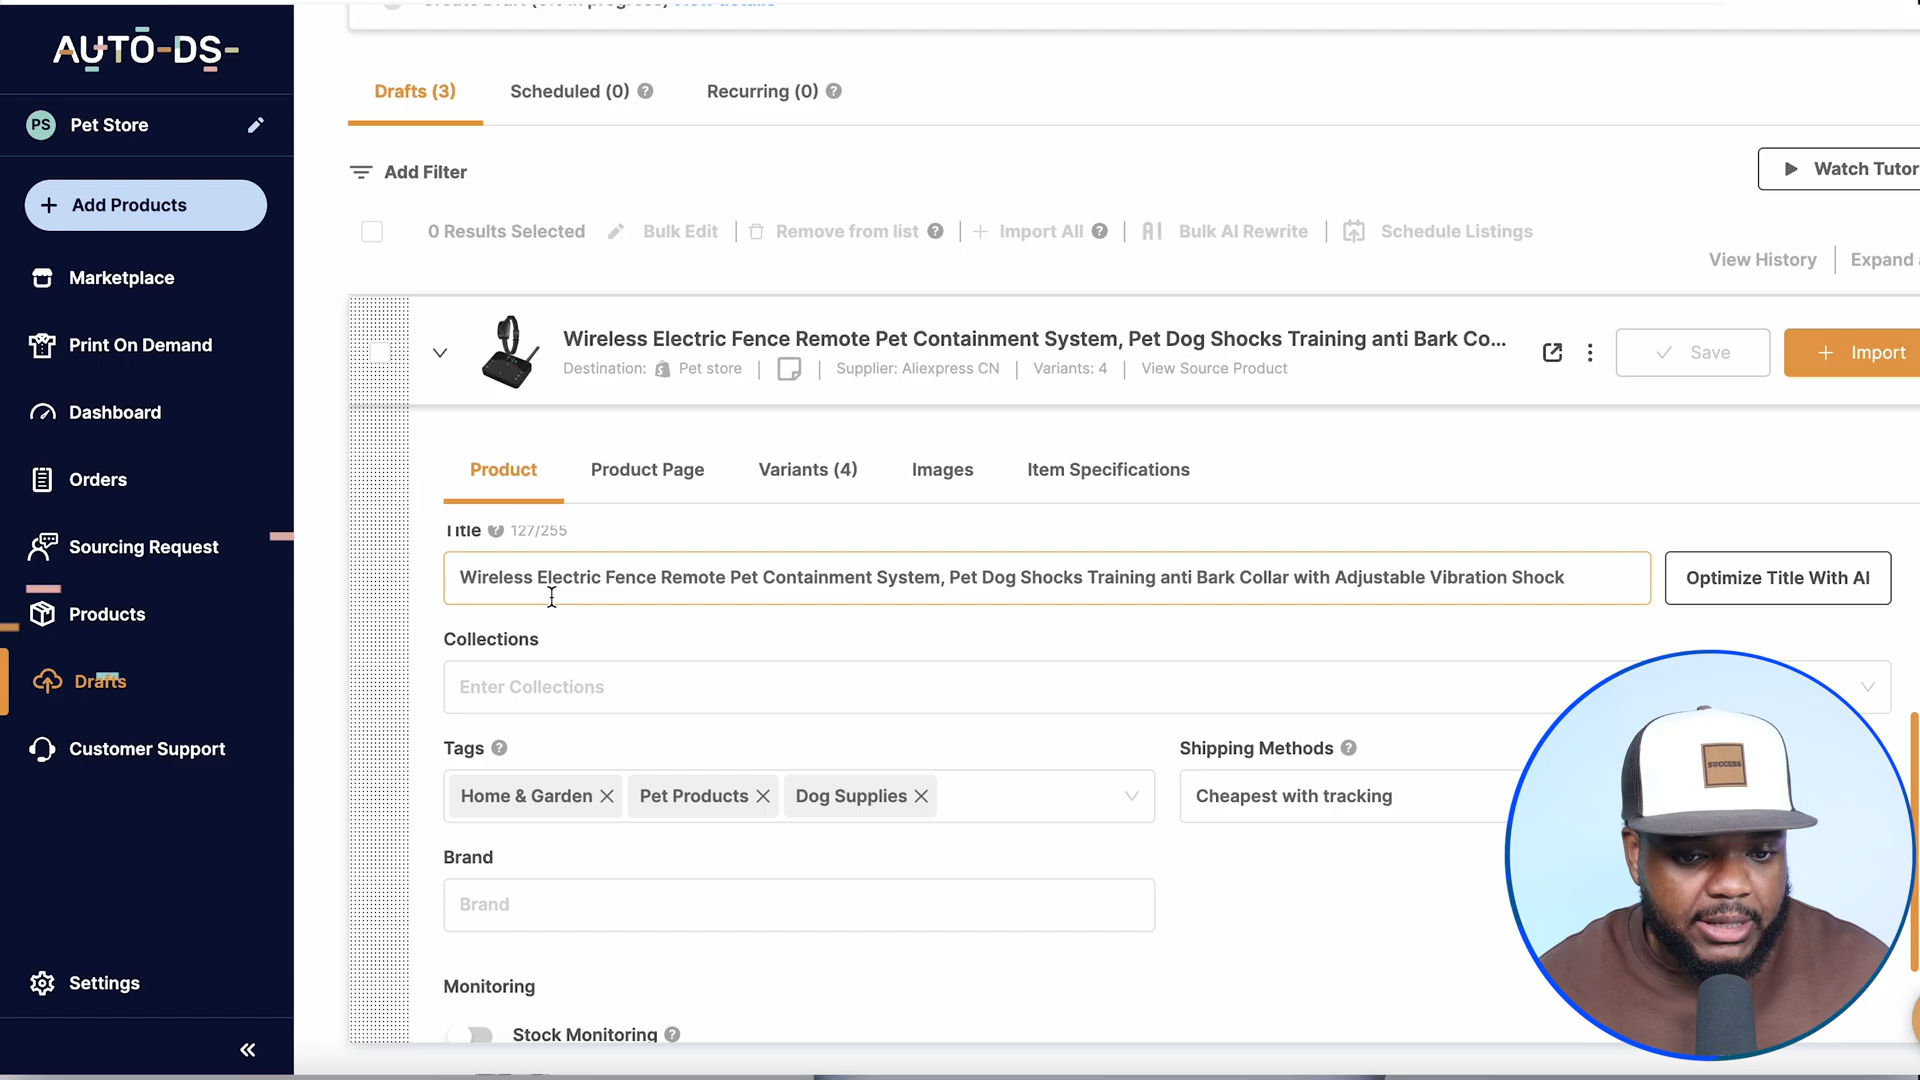 AUTO-DS-
Drafts (3)
Scheduled (0)
Recurring (0)
PS
Pet Store
Add Filter
Watch Tutor
Add Products
0 Results Selected
Bulk Edit
Remove from list
Import All
AI
Bulk AI Rewrite
Schedule Listings
View History
Expand
Marketplace
Print On Demand
Dashboard
Orders
Sourcing Request
Products
Drafts
Customer Support
Settings
Wireless Electric Fence Remote Pet Containment System, Pet Dog Shocks Training anti Bark Co...
Destination:
Pet store
Supplier: Aliexpress CN
Variants: 4
View Source Product
Save
Import
Product
Product Page
Variants (4)
Images
Item Specifications
Title
127/255
Wireless Electric Fence Remote Pet Containment System, Pet Dog Shocks Training anti Bark Collar with Adjustable Vibration Shock
Optimize Title With AI
Collections
Enter Collections
Tags
Shipping Methods
Home & Garden
Pet Products
Dog Supplies
Cheapest with tracking
Brand
Brand
Monitoring
Stock Monitoring
SUCCESS